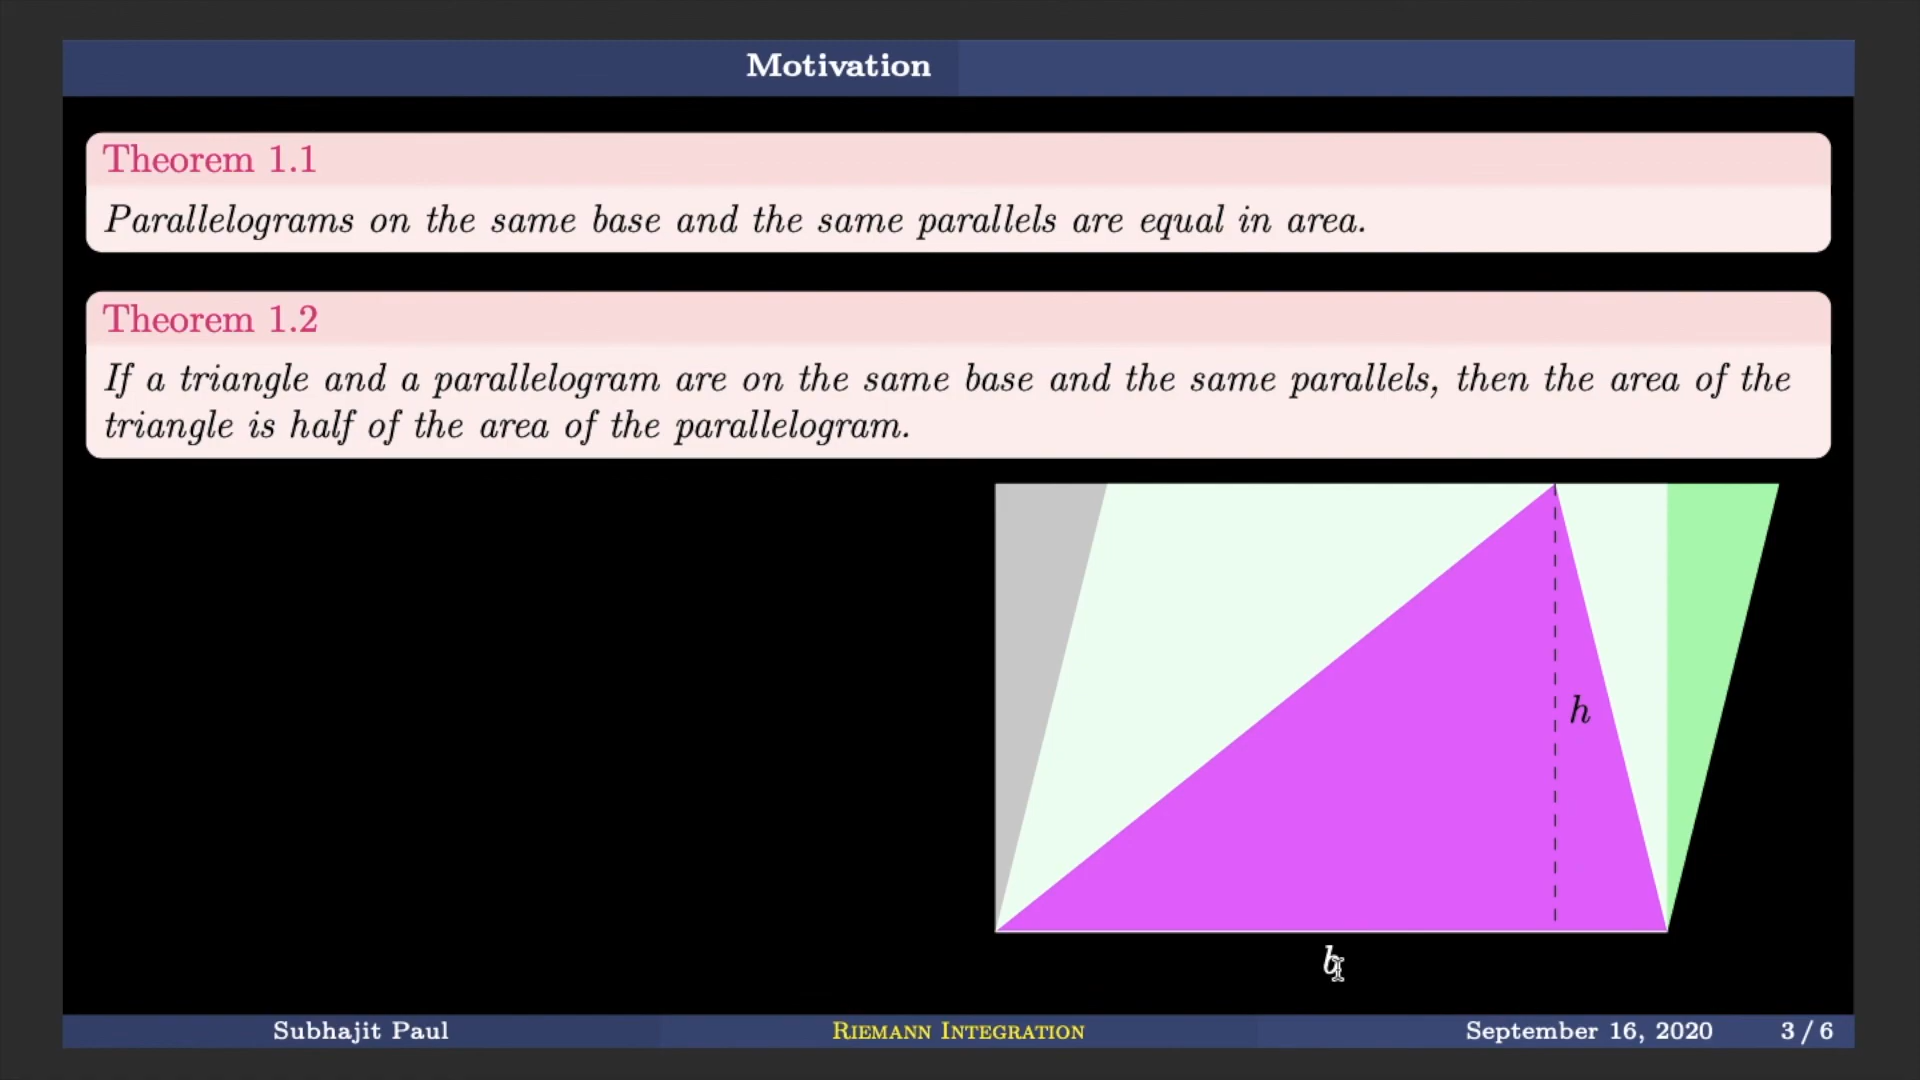 Motivation
Theorem 1.1
Parallelograms on the same base and the same parallels are equal in area.
Theorem 1.2
If a triangle and a parallelogram are on the same base and the same parallels, then the area of the
triangle is half of the area of the parallelogram.
h
b
Subhajit Paul RIEMANN INTEGRATION September 16, 2020 3 / 6